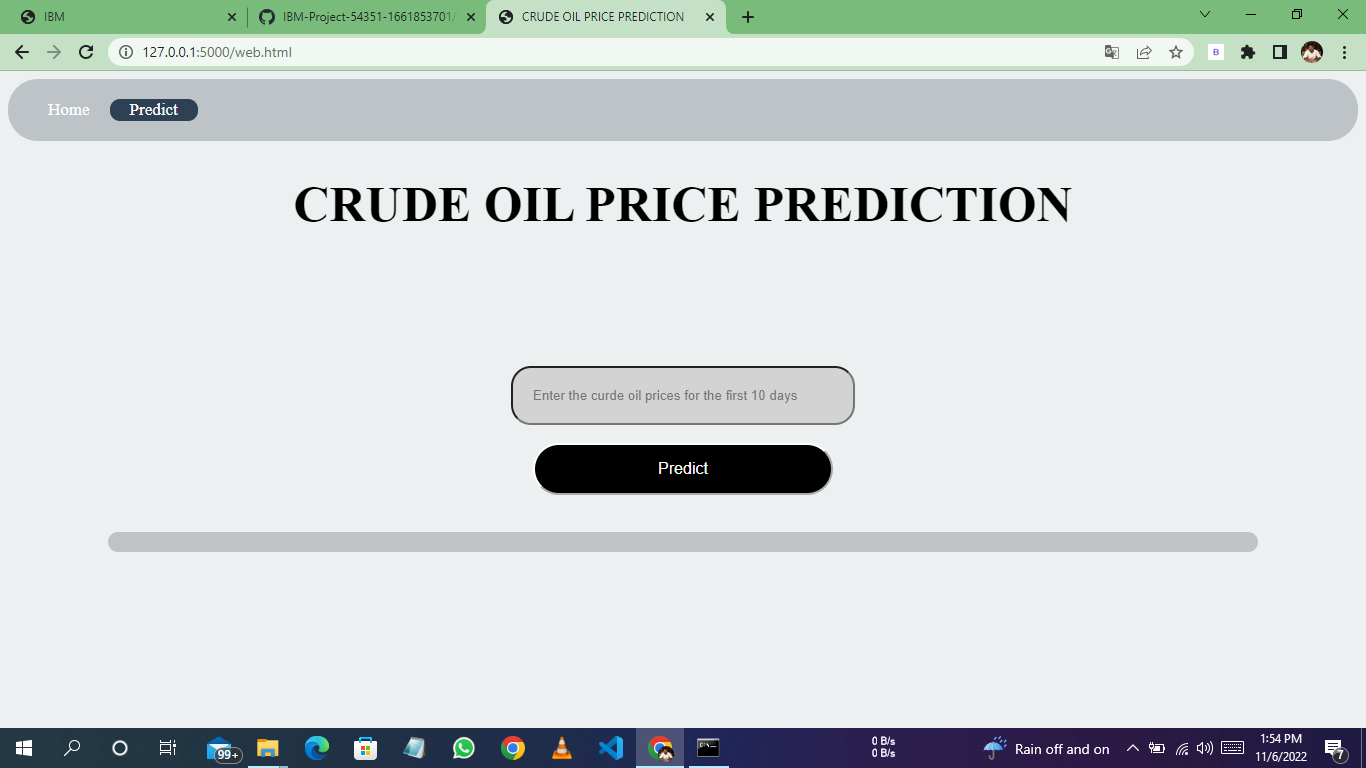 IBM
IBM-Project-54351-1661853701/
CRUDE OIL PRICE PREDICTION
127.0.0.1:5000/web.html
B
Home
Predict
CRUDE OIL PRICE PREDICTION
Enter the curde oil prices for the first 10 days
Predict
99+
0 B/s
0 B/s
Rain off and on
1:54 PM
11/6/2022
7